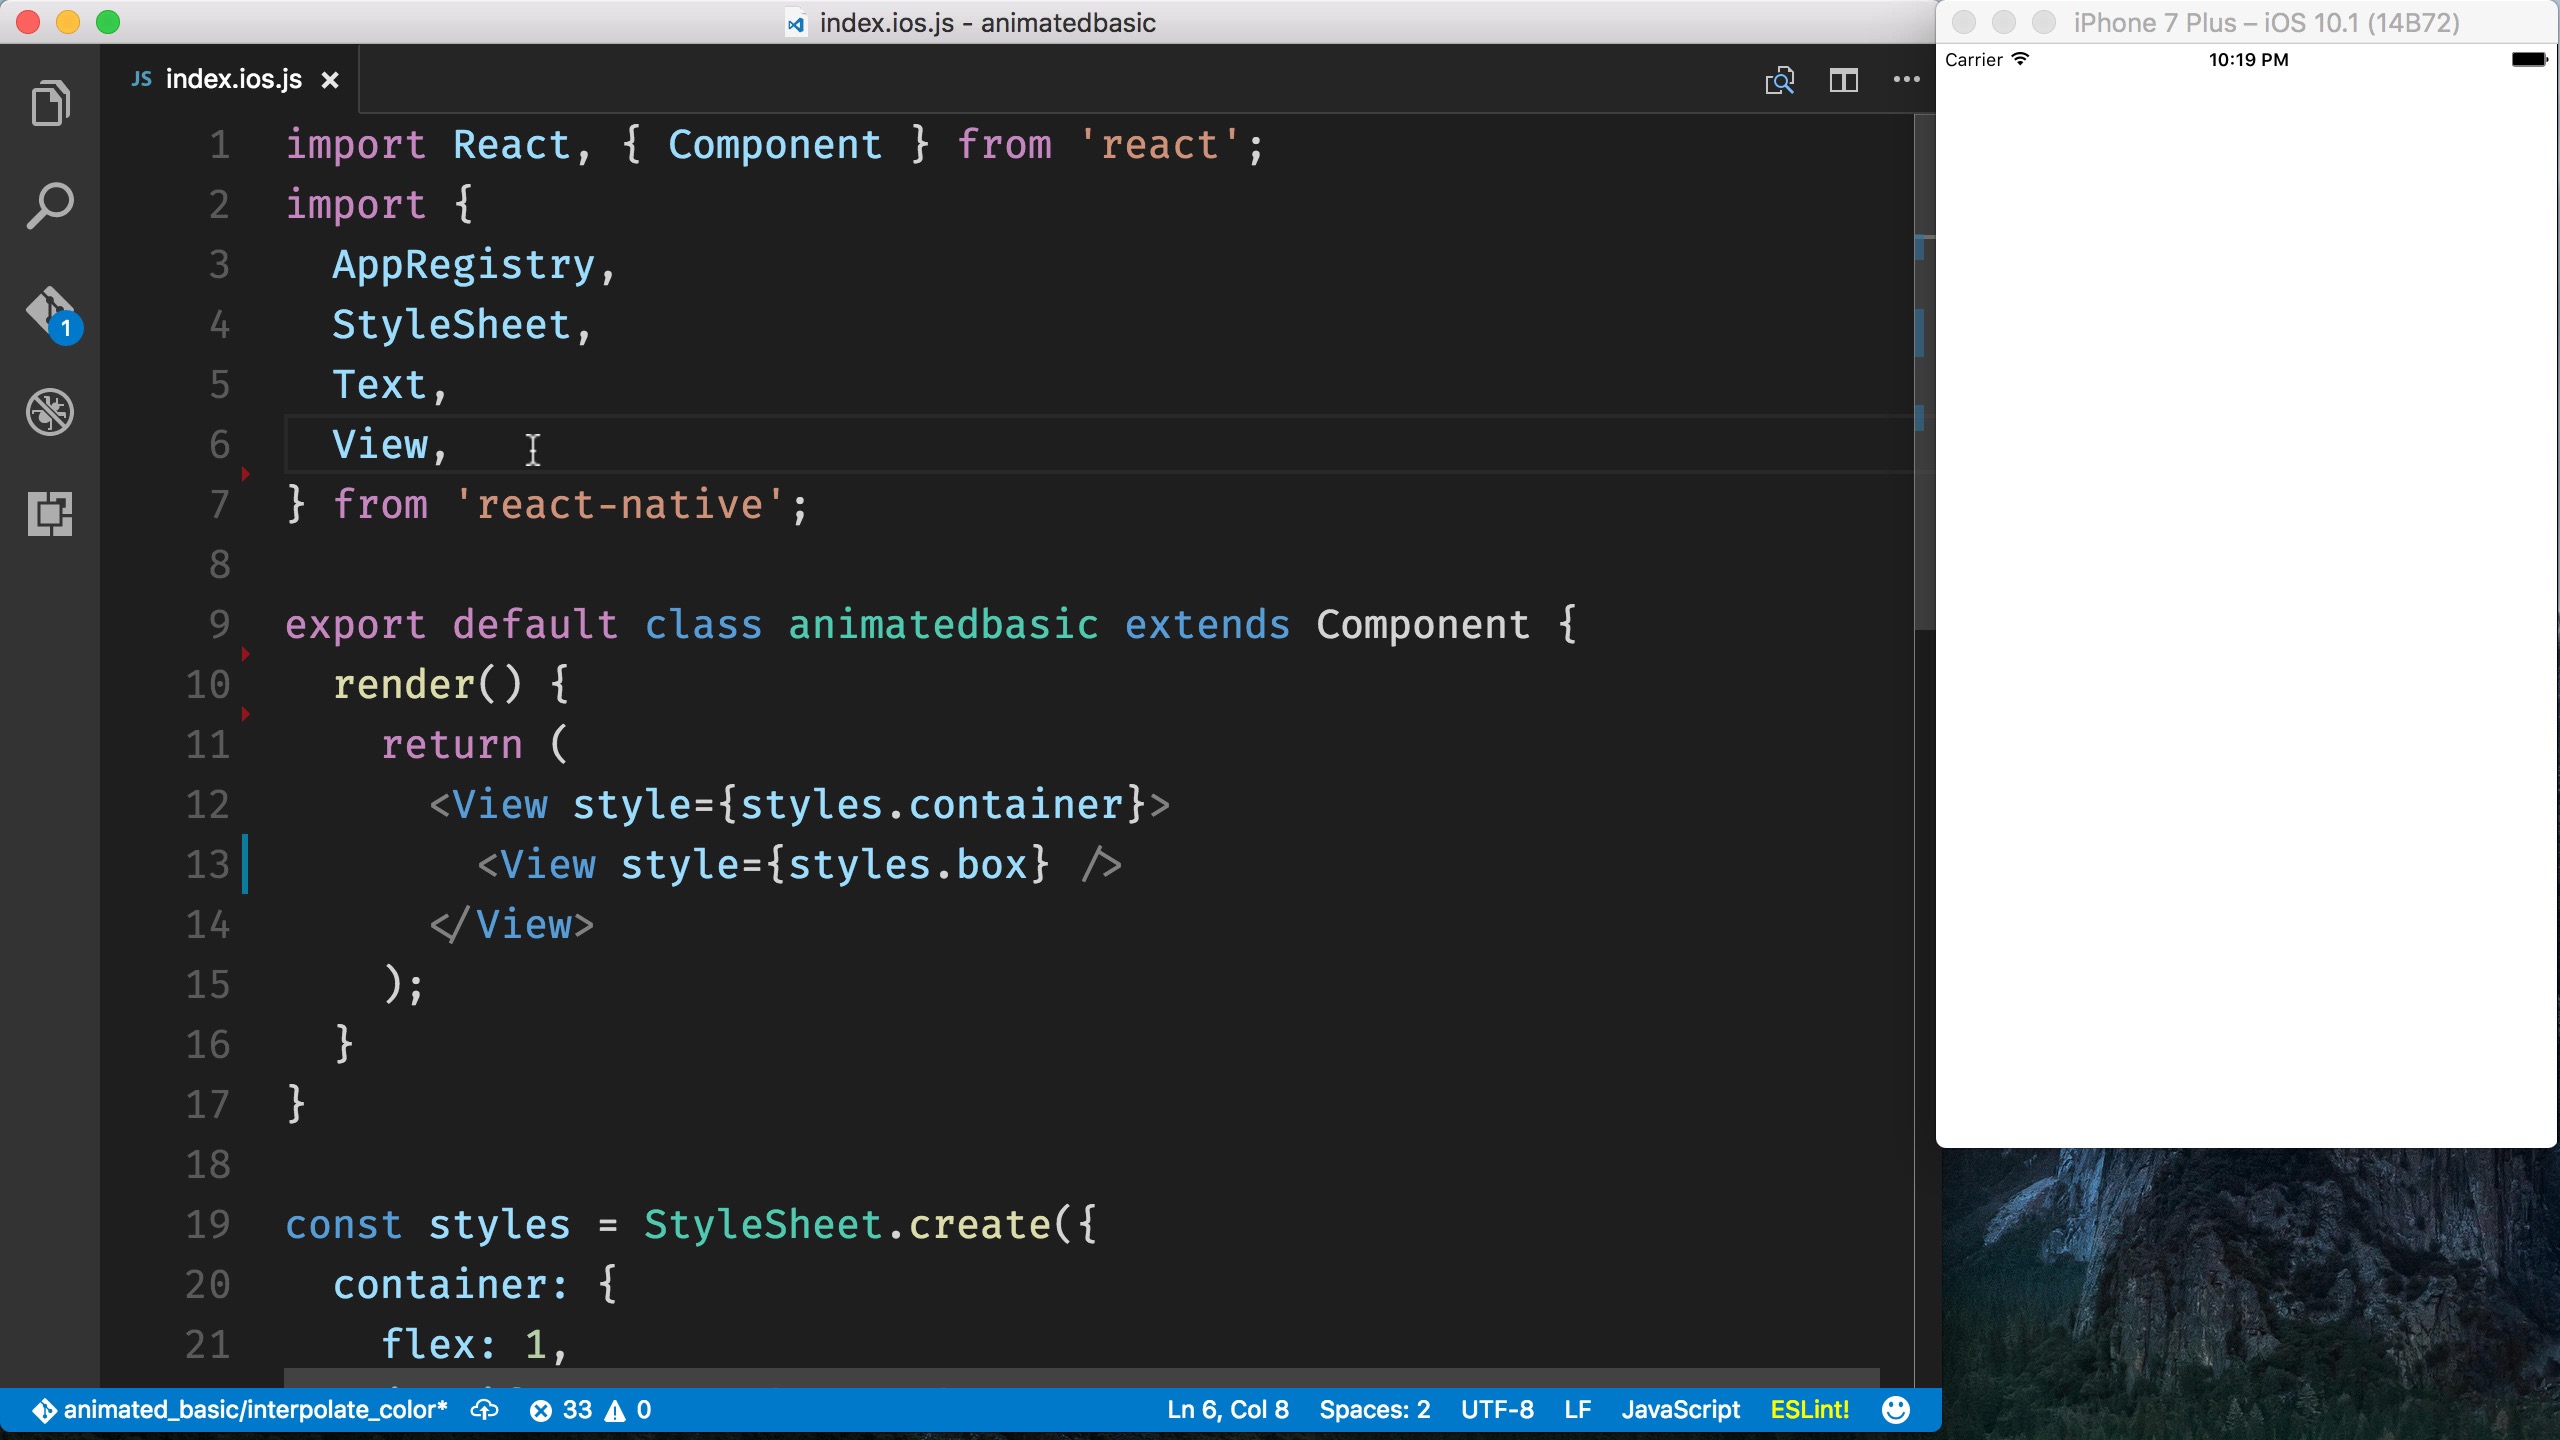 index.ios.js - animatedbasic
JS index.ios.js
1 import React, { Component } from 'react';
2 import {
3 AppRegistry,
4 StyleSheet,
5 Text,
6 View,
7 } from 'react-native';
8
9 export default class animatedbasic extends Component {
10 render() {
11 return (
12 <View style={styles.container}>
13 <View style={styles.box} />
14 </View>
15 );
16 }
17 }
18
19 const styles = StyleSheet.create({
20 container: {
21 flex: 1,
1
animated_basic/interpolate_color* 33 0 Ln 6, Col 8 Spaces: 2 UTF-8 LF JavaScript ESLint!
iPhone 7 Plus – iOS 10.1 (14B72)
Carrier 10:19 PM